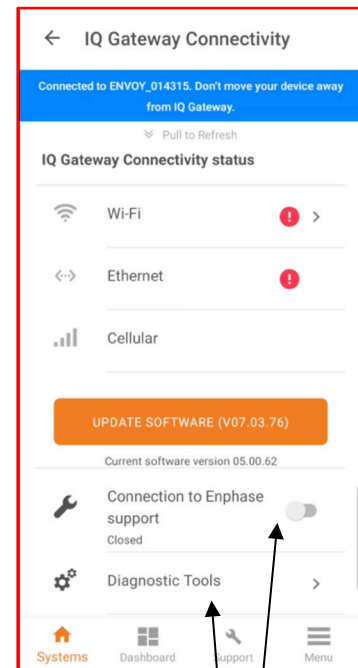 IQ Gateway Connectivity
Connected to ENVOY_014315. Don't move your device away
from IQ Gateway.
Pull to Refresh
IQ Gateway Connectivity status
Wi-Fi
Ethernet
Cellular
UPDATE SOFTWARE (V07.03.76)
Current software version 05.00.62
Connection to Enphase
support
Closed
Diagnostic Tools
Systems
Dashboard
Support
Menu